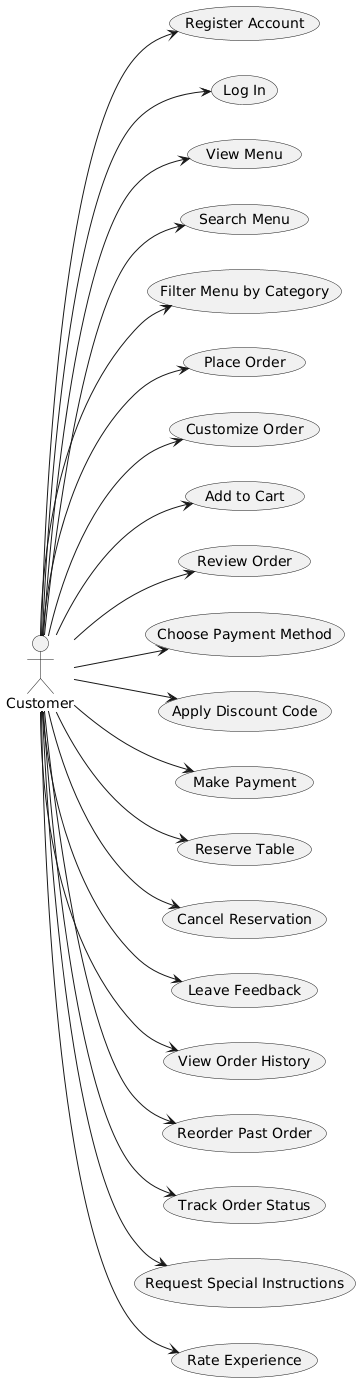 Register Account
Log In
View Menu
Search Menu
Filter Menu by Category
Place Order
Customize Order
Add to Cart
Review Order
Choose Payment Method
Customer
Apply Discount Code
Make Payment
Reserve Table
Cancel Reservation
Leave Feedback
View Order History
Reorder Past Order
Track Order Status
Request Special Instructions
Rate Experience